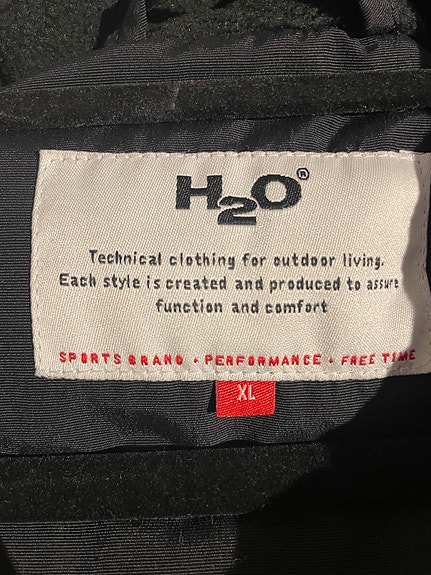 H2O®
Technical clothing for outdoor living.
Each style is created and produced to assure
function and comfort
SPORTS BRAND • PERFORMANCE • FREE TIME
XL